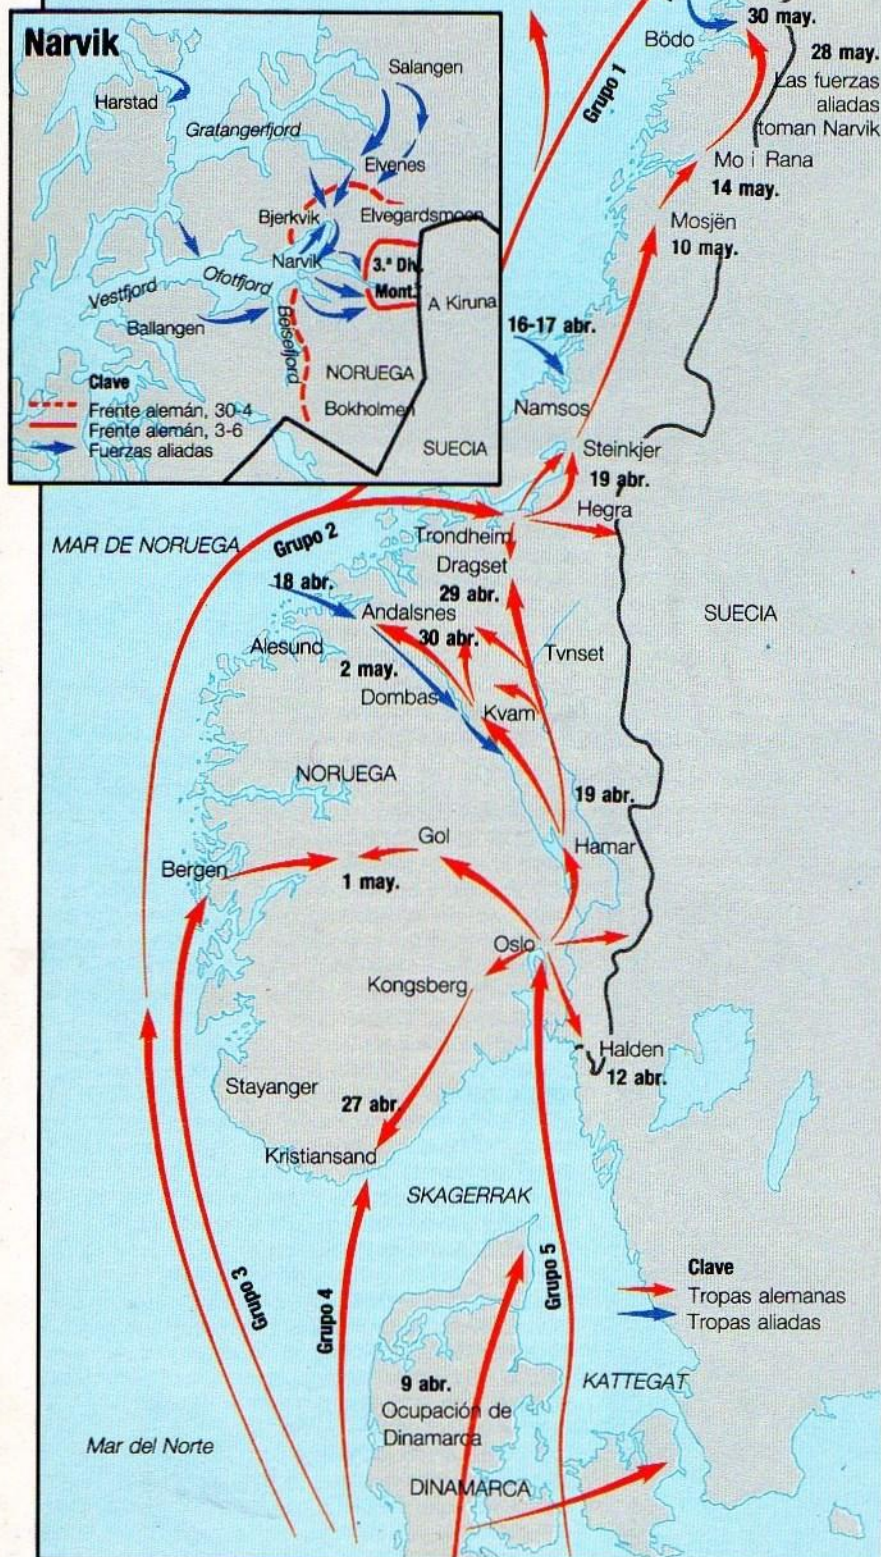 Narvik
Salangen
Harstad
Gratangerfjord
Elvenes
Bjerkvik
Elvegardsmoen
Narvik
3.ª Div.
Mont.
Vestfjord
Ofotfjord
A Kiruna
Ballangen
Beisefjord
Clave
NORUEGA
Frente alemán, 30-4
Bokholmen
Frente alemán, 3-6
Fuerzas aliadas
SUECIA
30 may.
Bödo
28 may.
Las fuerzas
aliadas
toman Narvik
Grupo 1
Mo i Rana
14 may.
Mosjën
10 may.
16-17 abr.
Namsos
Steinkjer
19 abr.
Hegra
MAR DE NORUEGA
Grupo 2
Trondheim
Dragset
18 abr.
29 abr.
Andalsnes
SUECIA
30 abr.
Alesund
2 may.
Tvnset
Dombas
Kvam
NORUEGA
19 abr.
Gol
Hamar
Bergen
1 may.
Oslo
Kongsberg
Halden
12 abr.
Stayanger
27 abr.
Kristiansand
SKAGERRAK
Grupo 3
Grupo 4
Grupo 5
Clave
Tropas alemanas
Tropas aliadas
9 abr.
KATTEGAT
Ocupación de
Dinamarca
Mar del Norte
DINAMARCA